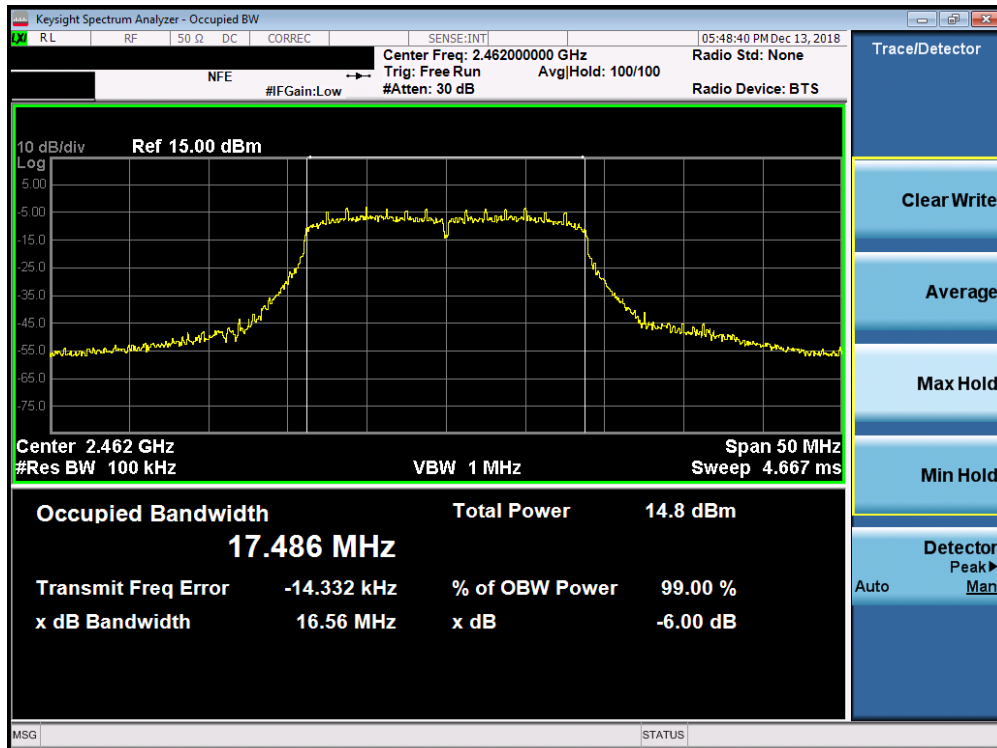 Keysight Spectrum Analyzer - Occupied BW
LXI RL RF 50 Ω DC CORREC SENSE:INT 05:48:40 PM Dec 13, 2018
Center Freq: 2.462000000 GHz Radio Std: None
NFE Trig: Free Run Avg|Hold: 100/100
#IFGain:Low #Atten: 30 dB Radio Device: BTS
10 dB/div Ref 15.00 dBm
Log
5.00
-5.00
-15.0
-25.0
-35.0
-45.0
-55.0
-65.0
-75.0
Center 2.462 GHz Span 50 MHz
#Res BW 100 kHz VBW 1 MHz Sweep 4.667 ms
Occupied Bandwidth Total Power 14.8 dBm
17.486 MHz
Transmit Freq Error -14.332 kHz % of OBW Power 99.00 %
x dB Bandwidth 16.56 MHz x dB -6.00 dB
MSG STATUS
Trace/Detector
Clear Write
Average
Max Hold
Min Hold
Detector
Peak▶
Auto Man